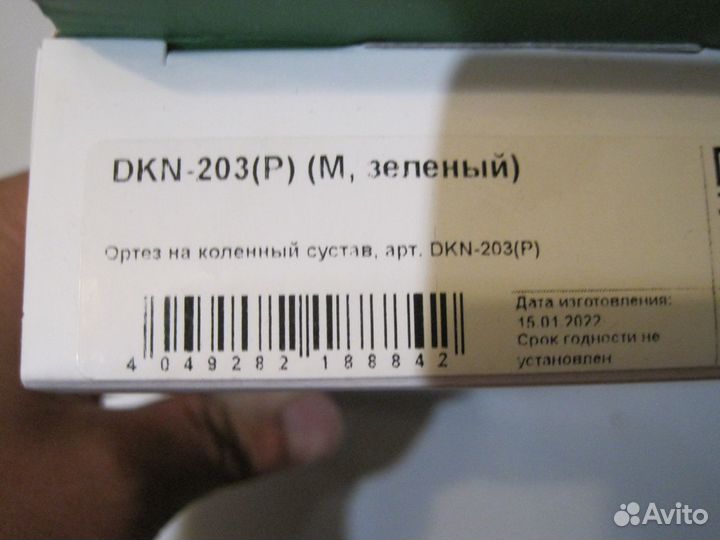 DKN-203(P) (М, зеленый)
Ортез на коленный сустав, арт. DKN-203(P)
4 049282 188842
Дата изготовления:
15.01.2022
Срок годности не
установлен
Avito